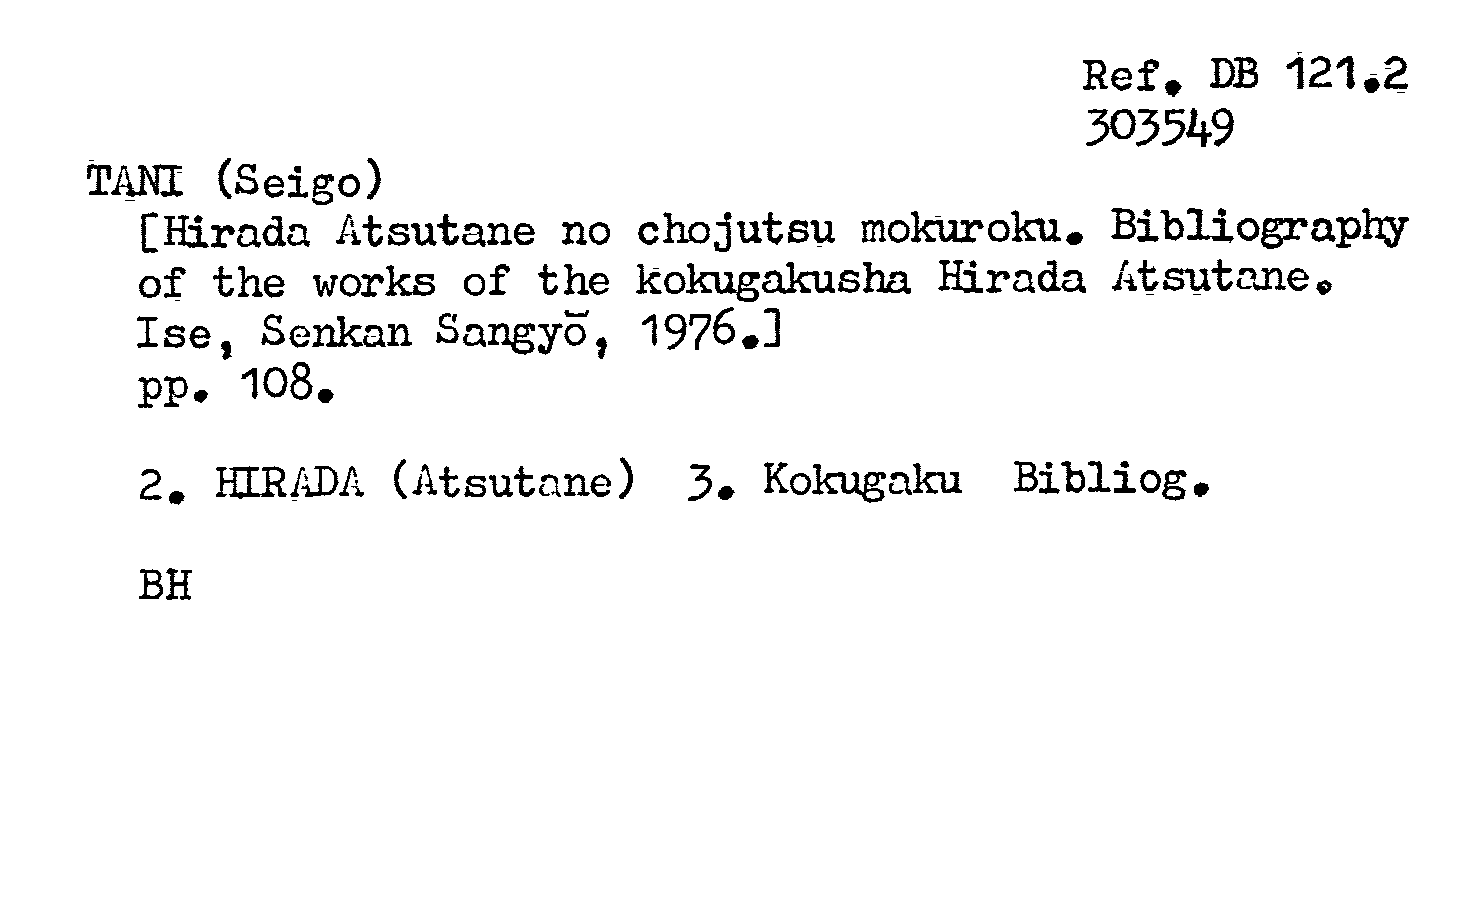 Ref. DB 121.2
303549
TANI (Seigo)
[Hirada Atsutane no chojutsu mokuroku. Bibliography
of the works of the kokugakusha Hirada Atsutane.
Ise, Senkan Sangyō, 1976.]
pp. 108.
2. HIRADA (Atsutane) 3. Kokugaku Bibliog.
BH